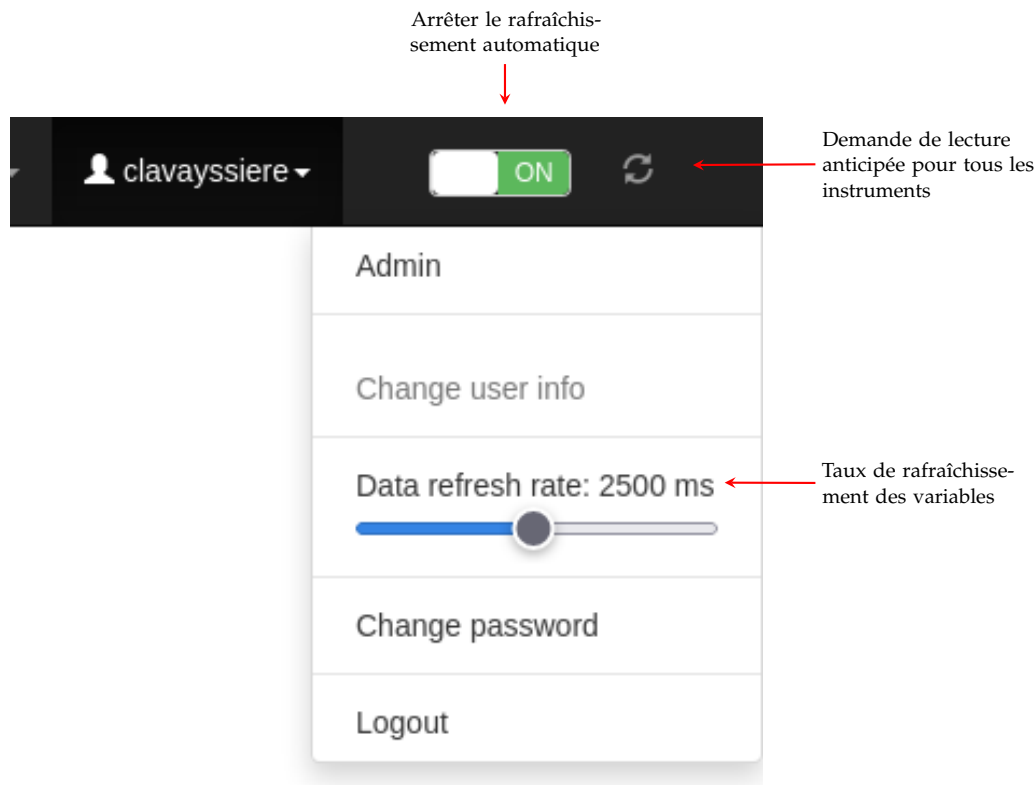 Arrêter le rafraîchis-
sement automatique
clavayssiere
ON
Demande de lecture
anticipée pour tous les
instruments
Admin
Change user info
Data refresh rate: 2500 ms
Taux de rafraîchisse-
ment des variables
Change password
Logout